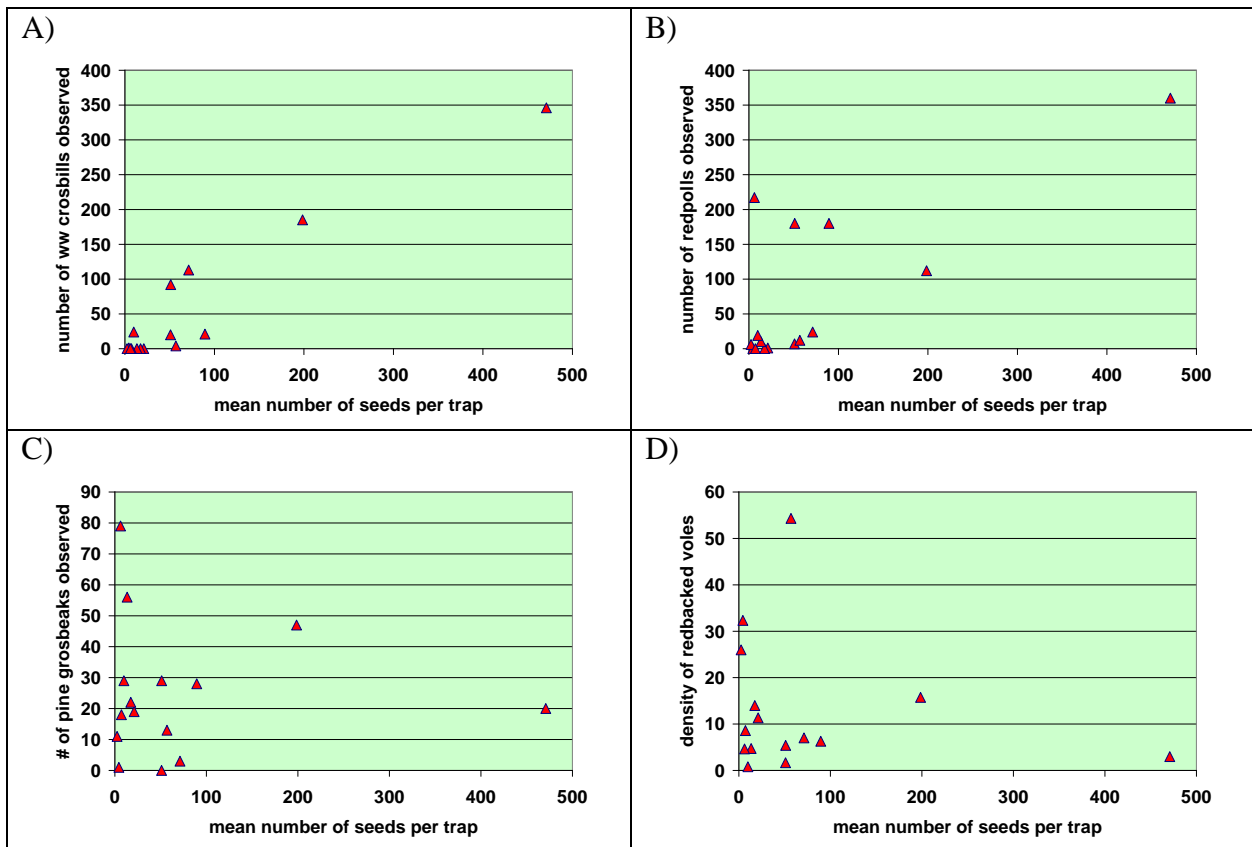 A)
400
350
300
250
200
150
100
50
0
number of ww crosbills observed
0 100 200 300 400 500
mean number of seeds per trap
B)
400
350
300
250
200
150
100
50
0
number of redpolls observed
0 100 200 300 400 500
mean number of seeds per trap
C)
90
80
70
60
50
40
30
20
10
0
# of pine grosbeaks observed
0 100 200 300 400 500
mean number of seeds per trap
D)
60
50
40
30
20
10
0
density of redbacked voles
0 100 200 300 400 500
mean number of seeds per trap